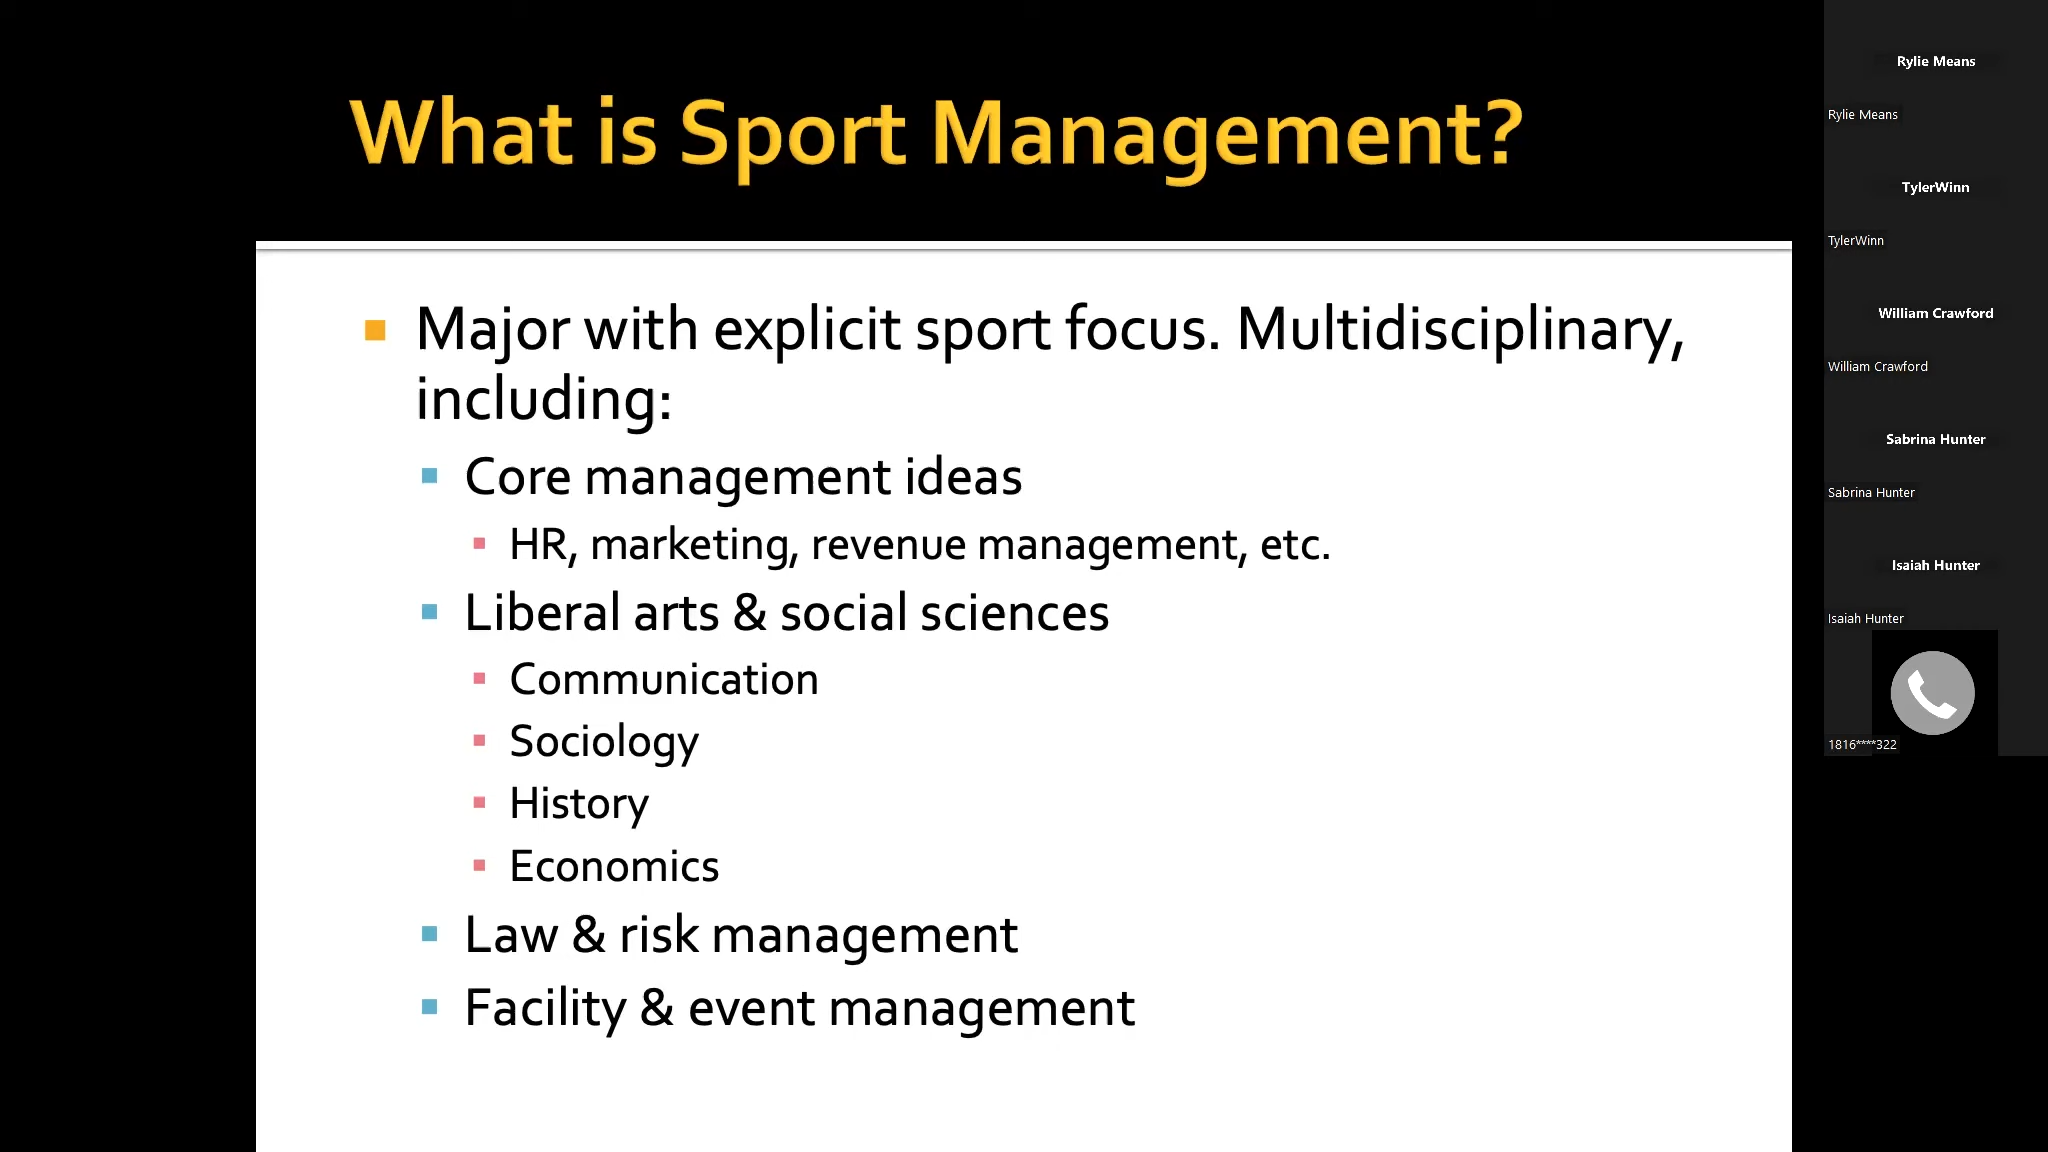 What is Sport Management?
Major with explicit sport focus. Multidisciplinary,
including:
Core management ideas
HR, marketing, revenue management, etc.
Liberal arts & social sciences
Communication
Sociology
History
Economics
Law & risk management
Facility & event management
Rylie Means
Rylie Means
TylerWinn
TylerWinn
William Crawford
William Crawford
Sabrina Hunter
Sabrina Hunter
Isaiah Hunter
Isaiah Hunter
1816****322